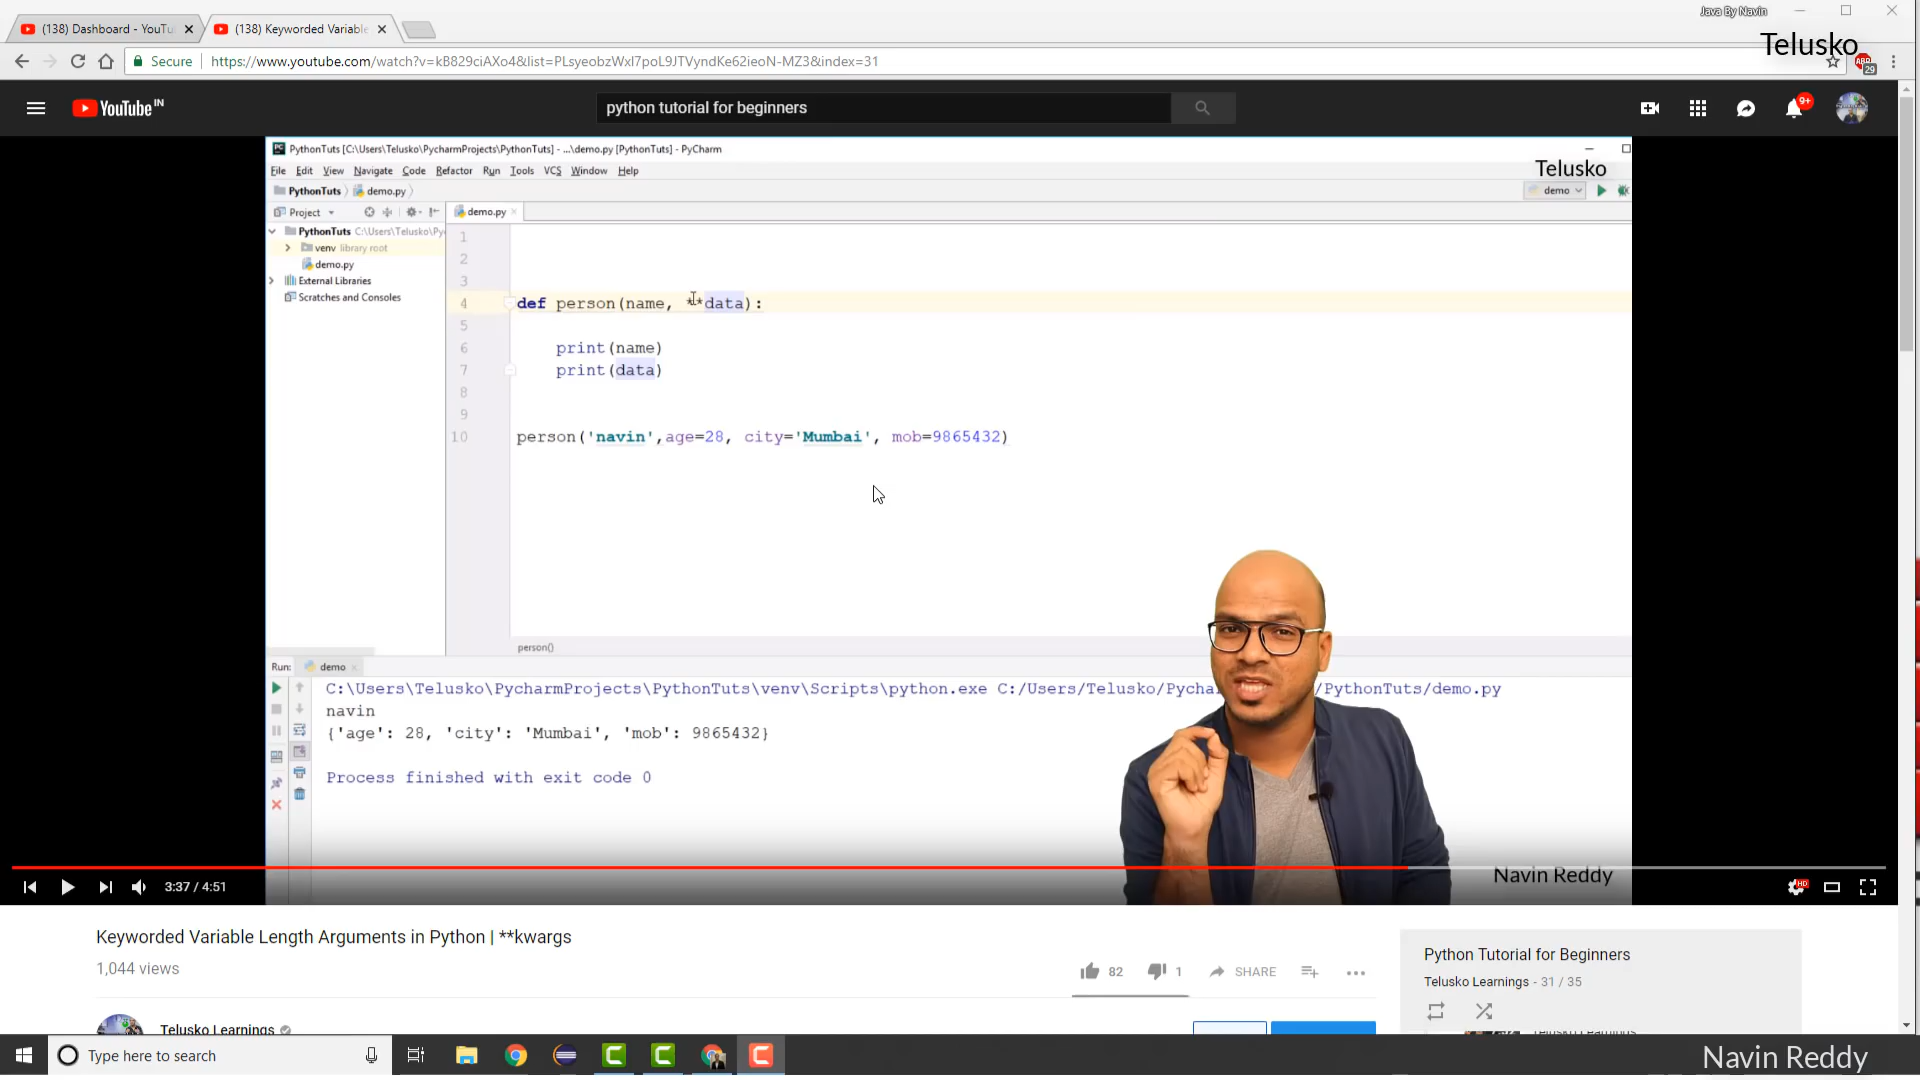 Java By Navin
(138) Dashboard - YouTu
(138) Keyworded Variable
Telusko
Secure
https://www.youtube.com/watch?v=kB829ciAXo4&list=PLsyeobzWxl7poL9JTVyndKe62ieoN-MZ3&index=31
ABP
29
YouTube IN
python tutorial for beginners
9+
PythonTuts [C:\Users\Telusko\PycharmProjects\PythonTuts] - ...\demo.py [PythonTuts] - PyCharm
File Edit View Navigate Code Refactor Run Tools VCS Window Help
Telusko
PythonTuts demo.py
demo
Project
demo.py
PythonTuts C:\Users\Telusko\Py
venv library root
demo.py
External Libraries
Scratches and Consoles
1
2
3
4 def person(name, **data):
5
6 print(name)
7 print(data)
8
9
10 person('navin',age=28, city='Mumbai', mob=9865432)
person()
Run: demo
C:\Users\Telusko\PycharmProjects\PythonTuts\venv\Scripts\python.exe C:/Users/Telusko/Pycha /PythonTuts/demo.py
navin
{'age': 28, 'city': 'Mumbai', 'mob': 9865432}
Process finished with exit code 0
Navin Reddy
3:37 / 4:51
HD
Keyworded Variable Length Arguments in Python | **kwargs
1,044 views
82 1 SHARE
Python Tutorial for Beginners
Telusko Learnings - 31 / 35
Telusko Learnings
Telusko Learnings
Type here to search
Navin Reddy